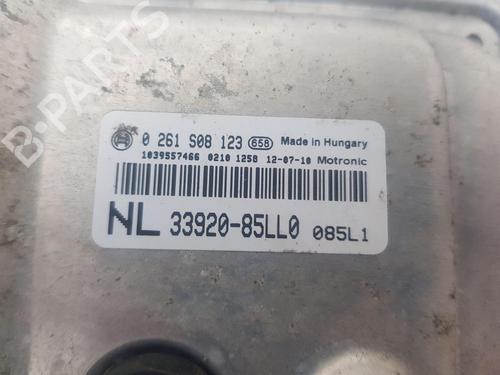 0 261 S08 123 658 Made in Hungary
1039557466 0210 1258 12-07-10 Motronic
NL 33920-85LL0 085L1
B-PARTS